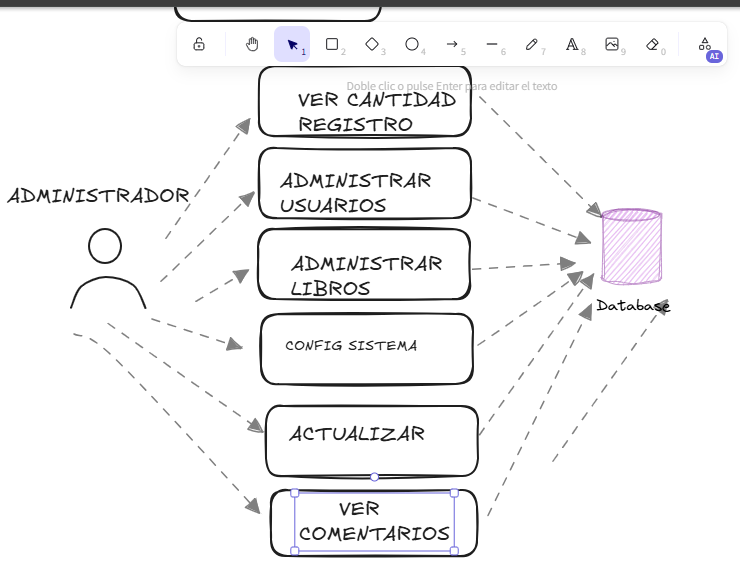 1
2
3
4
5
6
7
8
9
0
AI
Doble clic o pulse Enter para editar el texto
VER CANTIDAD
REGISTRO
ADMINISTRADOR
ADMINISTRAR
USUARIOS
ADMINISTRAR
LIBROS
Database
CONFIG SISTEMA
ACTUALIZAR
VER
COMENTARIOS